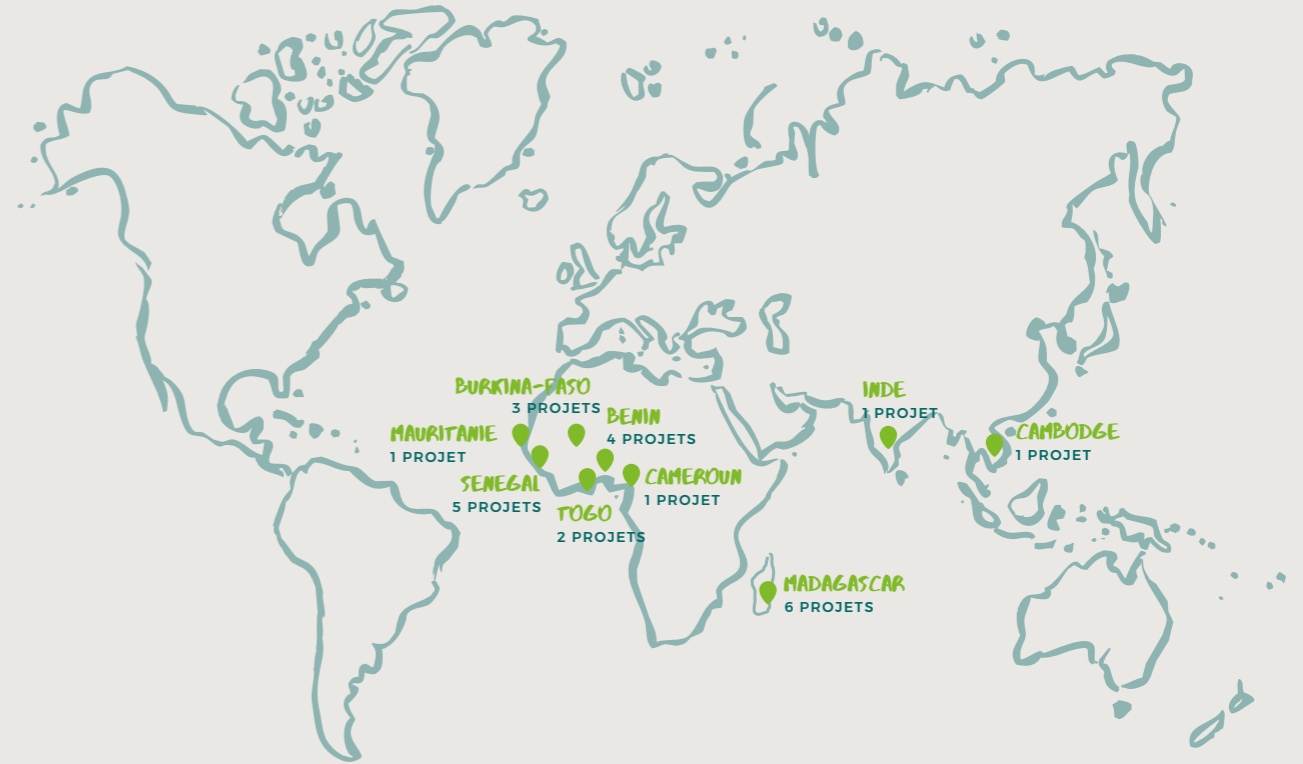 BURKINA-FASO
3 PROJETS
BENIN
4 PROJETS
MAURITANIE
1 PROJET
SENEGAL
5 PROJETS
TOGO
2 PROJETS
CAMEROUN
1 PROJET
INDE
1 PROJET
CAMBODGE
1 PROJET
MADAGASCAR
6 PROJETS